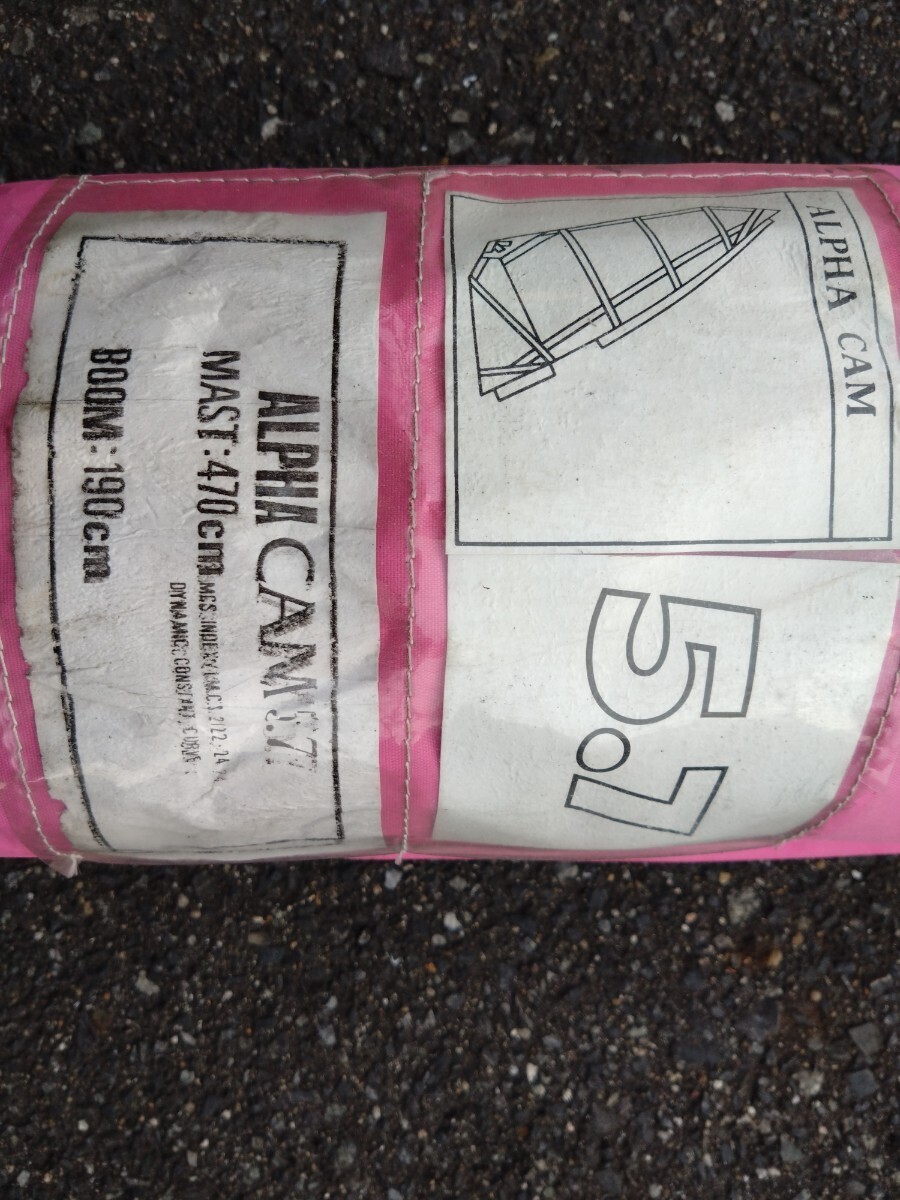 ALPHA CAM
5.7
ALPHA CAM 5.7
MAST:470cm
BOOM:190cm